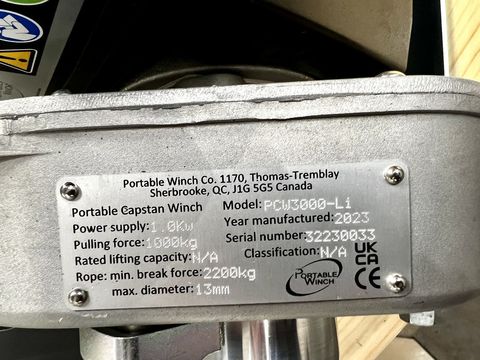 Portable Winch Co. 1170, Thomas-Tremblay
Sherbrooke, QC, J1G 5G5 Canada
Portable Capstan Winch Model: PCW3000-Li
Power supply: 1.0Kw Year manufactured: 2023
Pulling force: 1000kg Serial number: 32230033
Rated lifting capacity: N/A Classification: N/A
Rope: min. break force: 2200kg
max. diameter: 13mm
PORTABLE
WINCH
UK
CA
CE